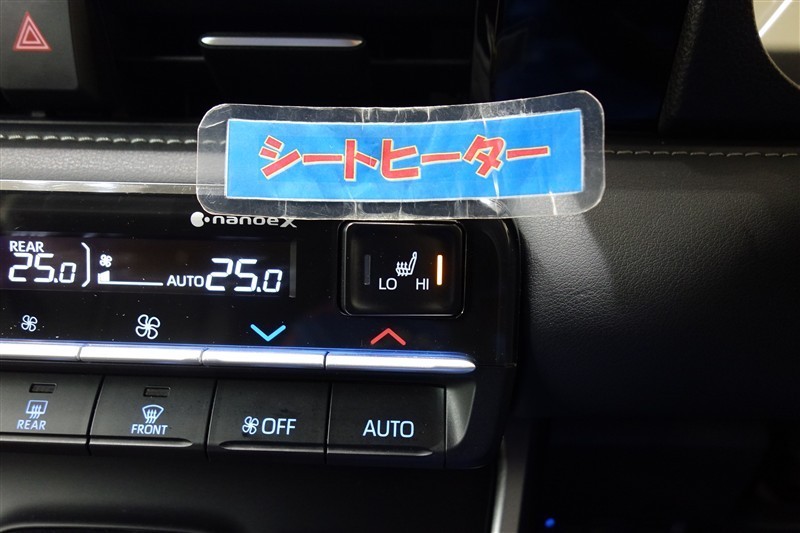 シートヒーター
nanoeX
REAR
25.0
AUTO 25.0
LO HI
REAR
FRONT
OFF
AUTO